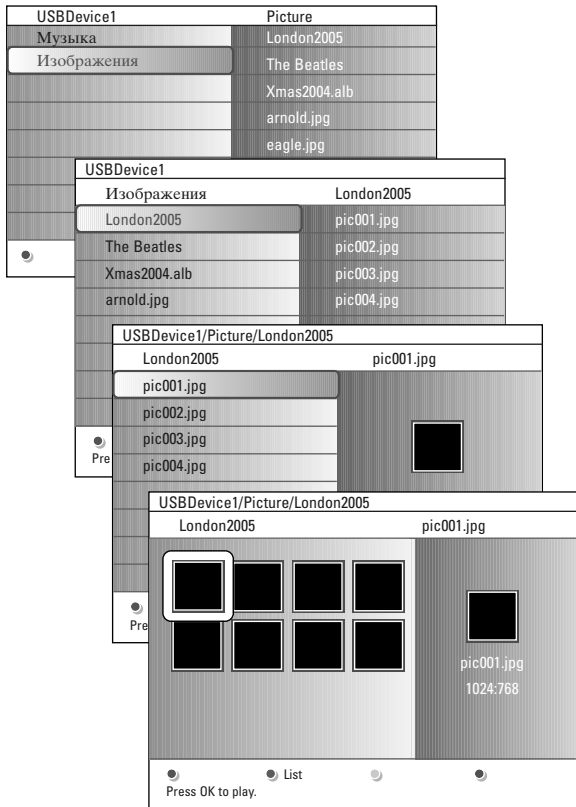 USBDevice1 Picture
Музыка London2005
Изображения The Beatles
Xmas2004.alb
arnold.jpg
eagle.jpg
USBDevice1
Изображения London2005
London2005 pic001.jpg
The Beatles pic002.jpg
Xmas2004.alb pic003.jpg
arnold.jpg pic004.jpg
Pre
USBDevice1/Picture/London2005
London2005 pic001.jpg
pic001.jpg
pic002.jpg
pic003.jpg
pic004.jpg
Pre
USBDevice1/Picture/London2005
London2005 pic001.jpg
pic001.jpg
1024:768
List
Press OK to play.